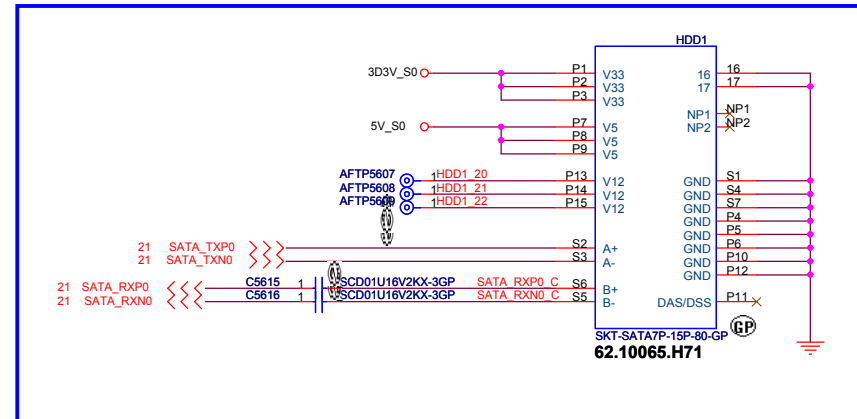 HDD1
3D3V_S0 P1 V33 16 16
P2 V33 17 17
P3 V33
NP1 NP1
5V_S0 P7 V5 NP2 NP2
P8 V5
P9 V5
AFTP5607 1 HDD1_20 P13 V12 GND S1
AFTP5608 1 HDD1_21 P14 V12 GND S4
AFTP5609 1 HDD1_22 P15 V12 GND S7
GND P4
GND P5
21 SATA_TXP0 S2 A+ GND P6
21 SATA_TXN0 S3 A- GND P10
GND P12
21 SATA_RXP0 C5615 1 SCD01U16V2KX-3GP SATA_RXP0_C S6 B+
21 SATA_RXN0 C5616 1 SCD01U16V2KX-3GP SATA_RXN0_C S5 B- DAS/DSS P11
SKT-SATA7P-15P-80-GP GP
62.10065.H71